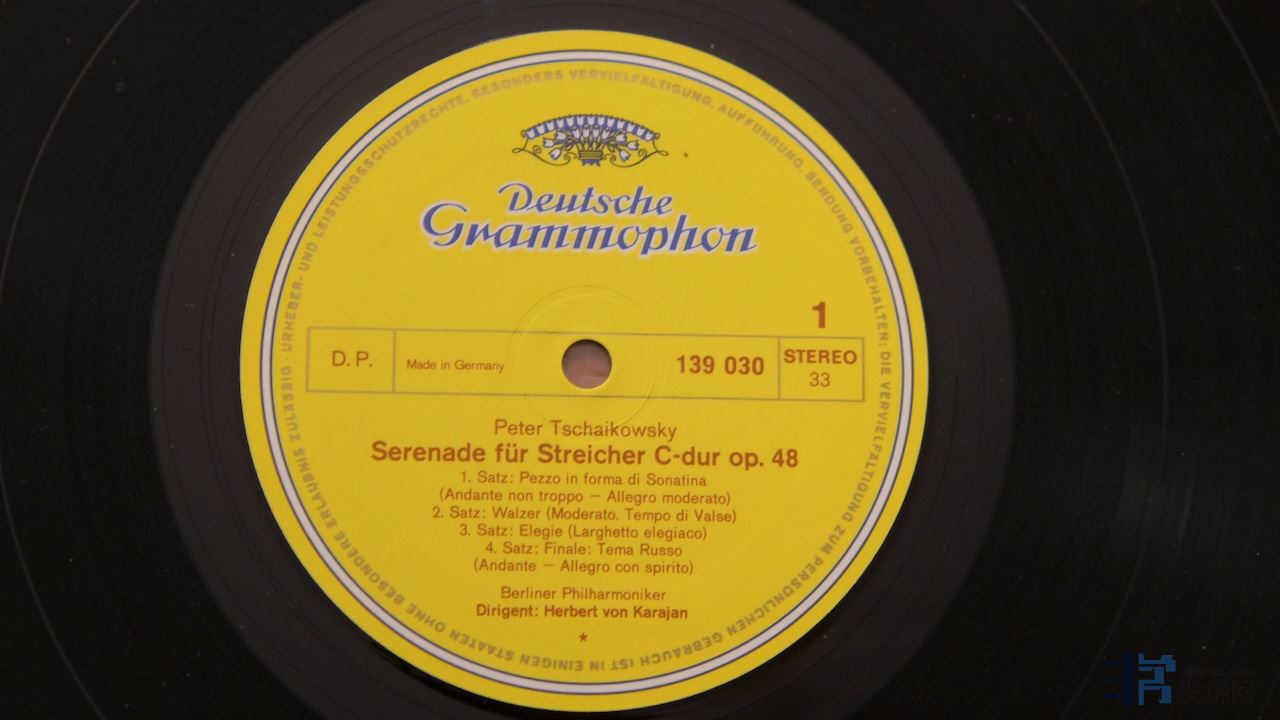 URHEBER- UND LEISTUNGSSCHUTZRECHTE, BESONDERS VERVIELFÄLTIGUNG, AUFFÜHRUNG, SENDUNG VORBEHALTEN: DIE VERVIELFÄLTIGUNG ZUM PERSÖNLICHEN GEBRAUCH IST IN EINIGEN STAATEN OHNE BESONDERE ERLAUBNIS ZULÄSSIG ·
Deutsche
Grammophon
1
D. P. Made in Germany 139 030 STEREO
33
Peter Tschaikowsky
Serenade für Streicher C-dur op. 48
1. Satz: Pezzo in forma di Sonatina
(Andante non troppo – Allegro moderato)
2. Satz: Walzer (Moderato. Tempo di Valse)
3. Satz: Elegie (Larghetto elegiaco)
4. Satz: Finale: Tema Russo
(Andante – Allegro con spirito)
Berliner Philharmoniker
Dirigent: Herbert von Karajan
*
发烧网